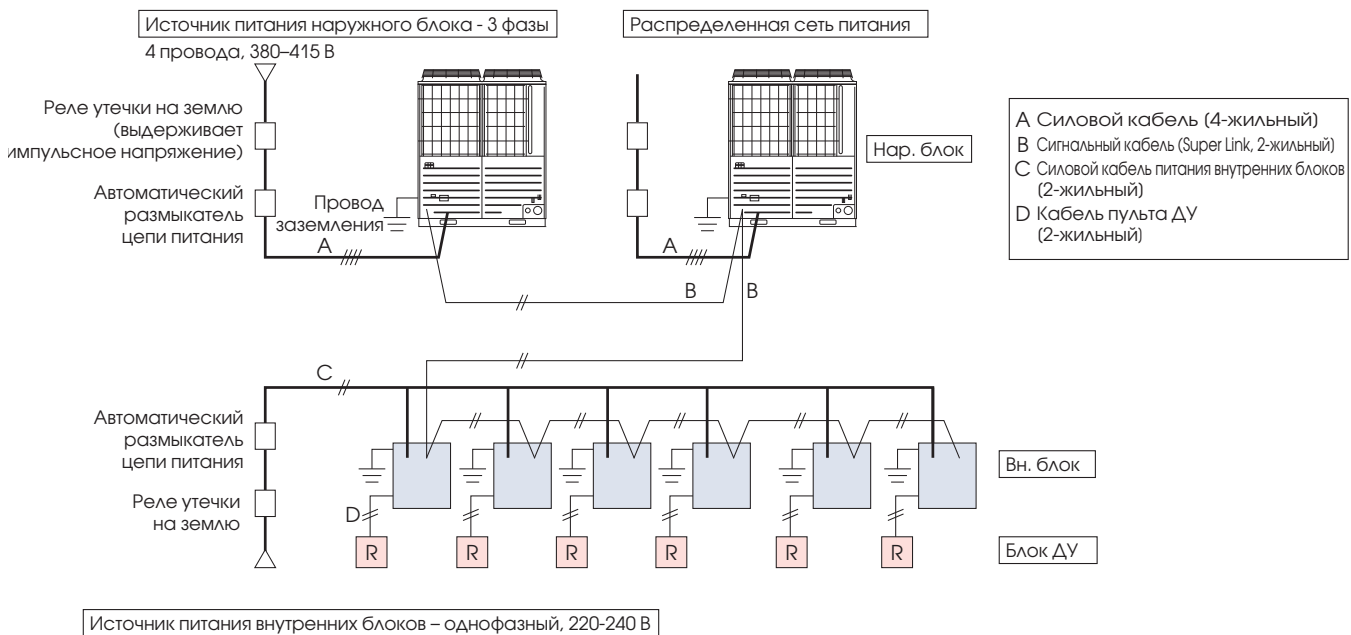 Источник питания наружного блока - 3 фазы
4 провода, 380–415 В
Распределенная сеть питания
Реле утечки на землю
(выдерживает
импульсное напряжение)
Автоматический
размыкатель
цепи питания
Провод
заземления
A
A
Нар. блок
B
B
A Силовой кабель (4-жильный)
B Сигнальный кабель (Super Link, 2-жильный)
C Силовой кабель питания внутренних блоков
(2-жильный)
D Кабель пульта ДУ
(2-жильный)
C
Автоматический
размыкатель
цепи питания
Реле утечки
на землю
Вн. блок
D
R
R
R
R
R
R
Блок ДУ
Источник питания внутренних блоков – однофазный, 220-240 В